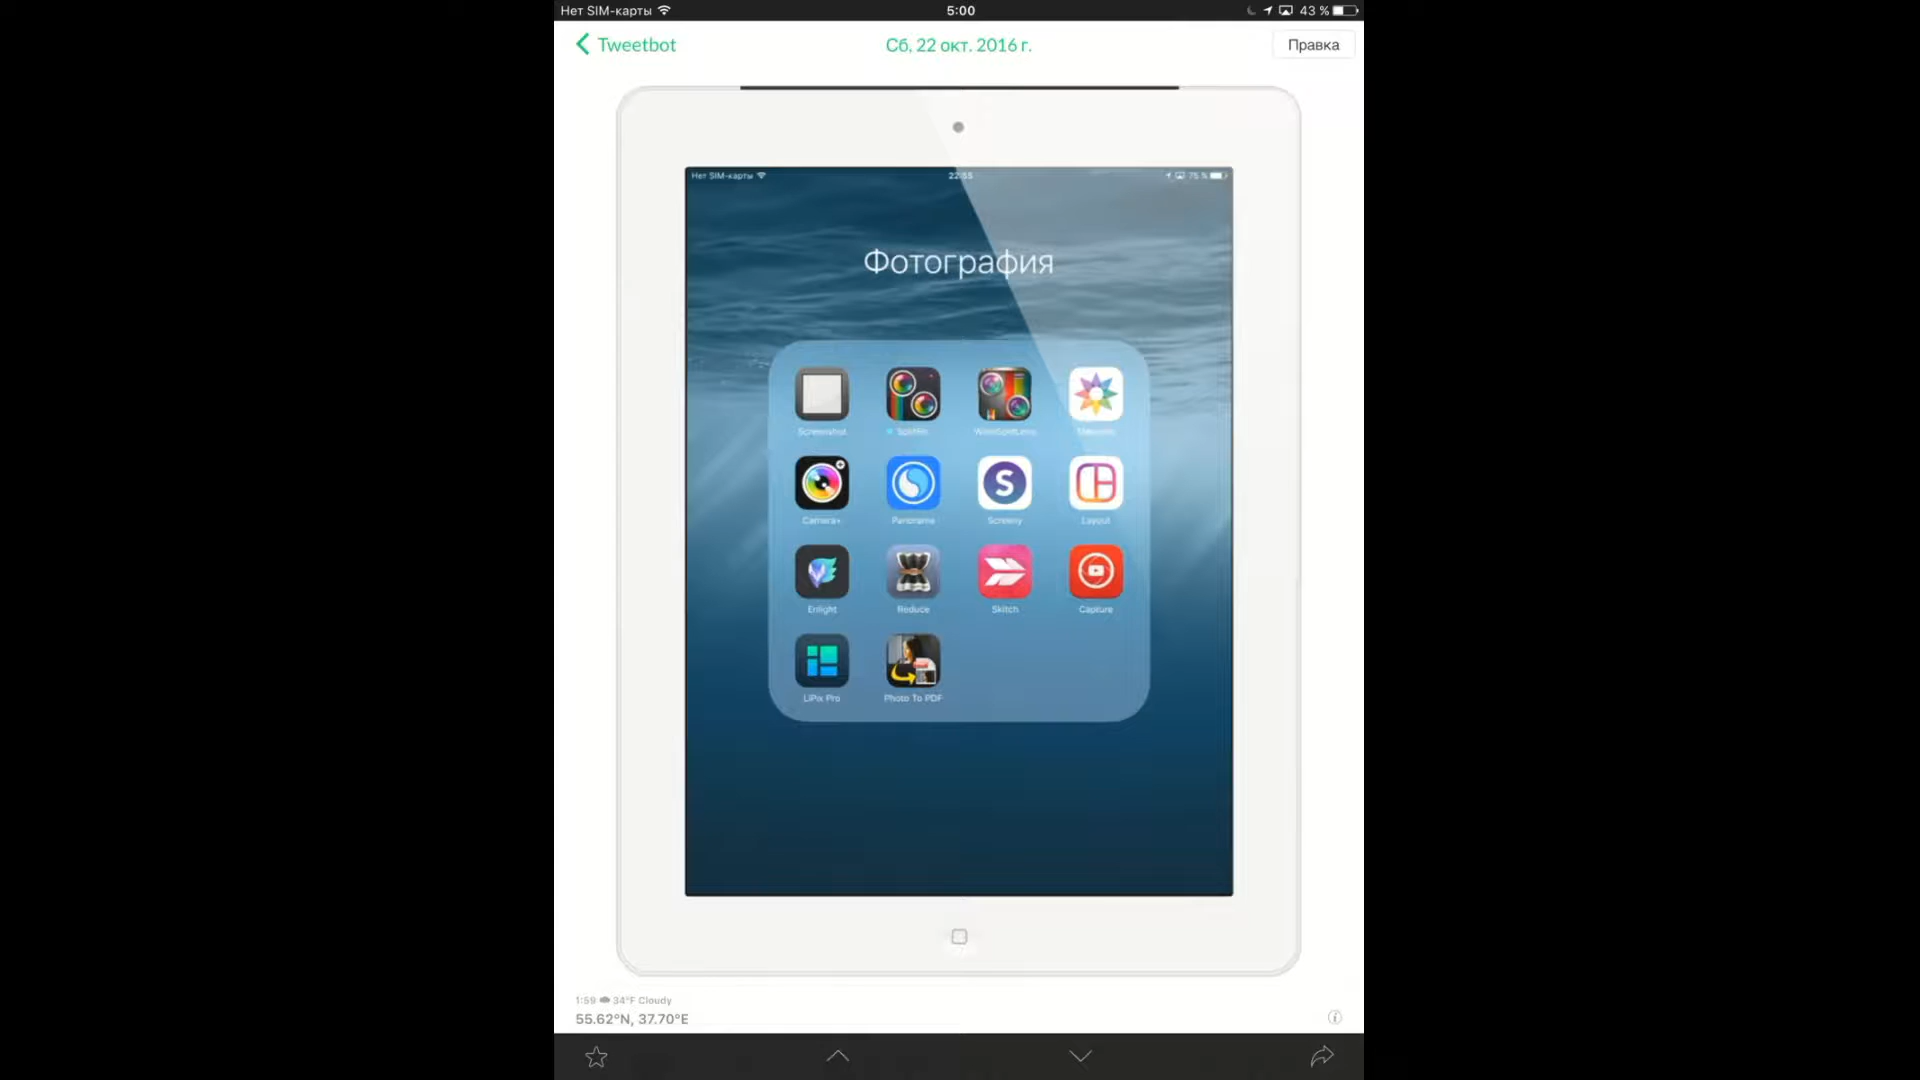 Нет SIM-карты
5:00
43 %
Tweetbot
Сб, 22 окт. 2016 г.
Правка
Нет SIM-карты
22:55
75 %
Фотография
Screenshot
Camera+
Panorama
Screeny
Layout
Enlight
Reduce
Skitch
Capture
LiPix Pro
Photo To PDF
1:59 34°F Cloudy
55.62°N, 37.70°E